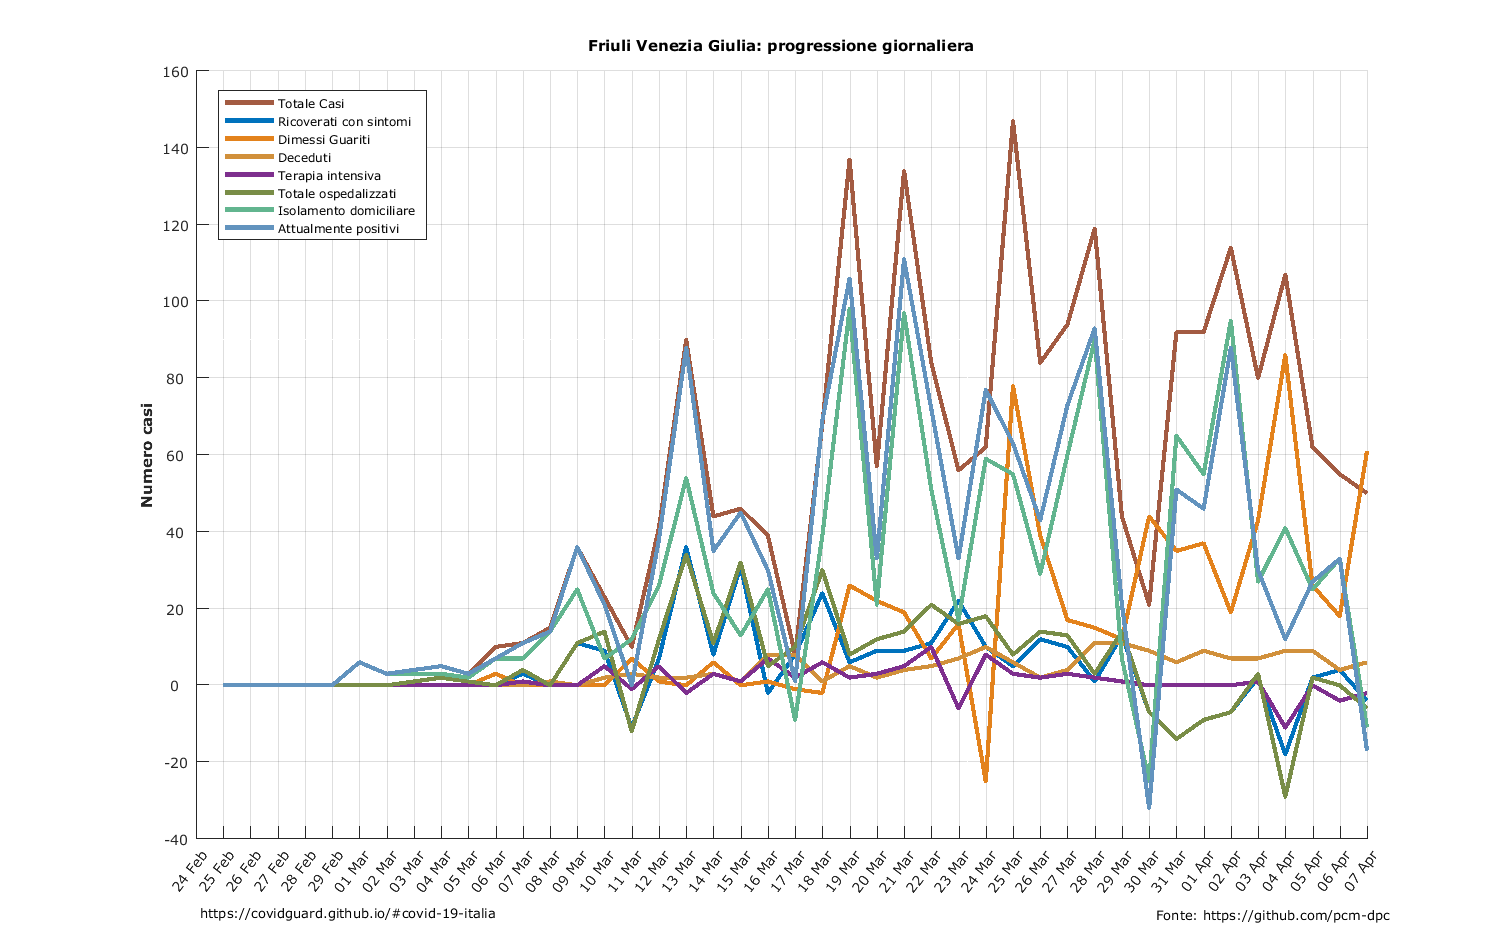 Friuli Venezia Giulia: progressione giornaliera
160
140
120
100
80
60
40
20
0
-20
-40
Numero casi
Totale Casi
Ricoverati con sintomi
Dimessi Guariti
Deceduti
Terapia intensiva
Totale ospedalizzati
Isolamento domiciliare
Attualmente positivi
24 Feb
25 Feb
26 Feb
27 Feb
28 Feb
29 Feb
01 Mar
02 Mar
03 Mar
04 Mar
05 Mar
06 Mar
07 Mar
08 Mar
09 Mar
10 Mar
11 Mar
12 Mar
13 Mar
14 Mar
15 Mar
16 Mar
17 Mar
18 Mar
19 Mar
20 Mar
21 Mar
22 Mar
23 Mar
24 Mar
25 Mar
26 Mar
27 Mar
28 Mar
29 Mar
30 Mar
31 Mar
01 Apr
02 Apr
03 Apr
04 Apr
05 Apr
06 Apr
07 Apr
https://covidguard.github.io/#covid-19-italia
Fonte: https://github.com/pcm-dpc